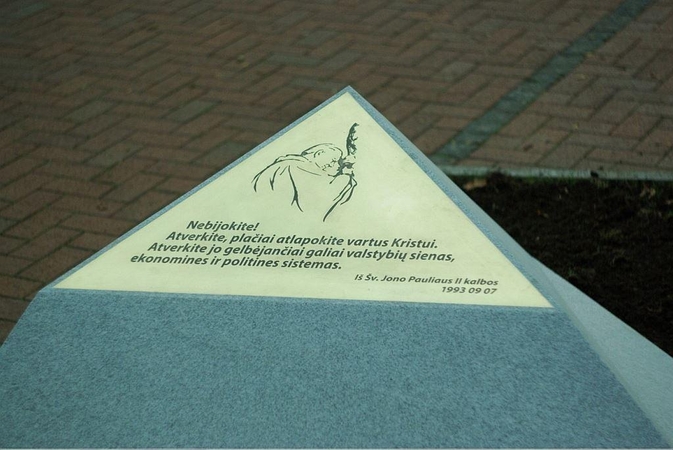 Nebijokite!
Atverkite, plačiai atlapokite vartus Kristui.
Atverkite jo gelbėjančiai galiai valstybių sienas,
ekonomines ir politines sistemas.
Iš Šv. Jono Pauliaus II kalbos
1993 09 07